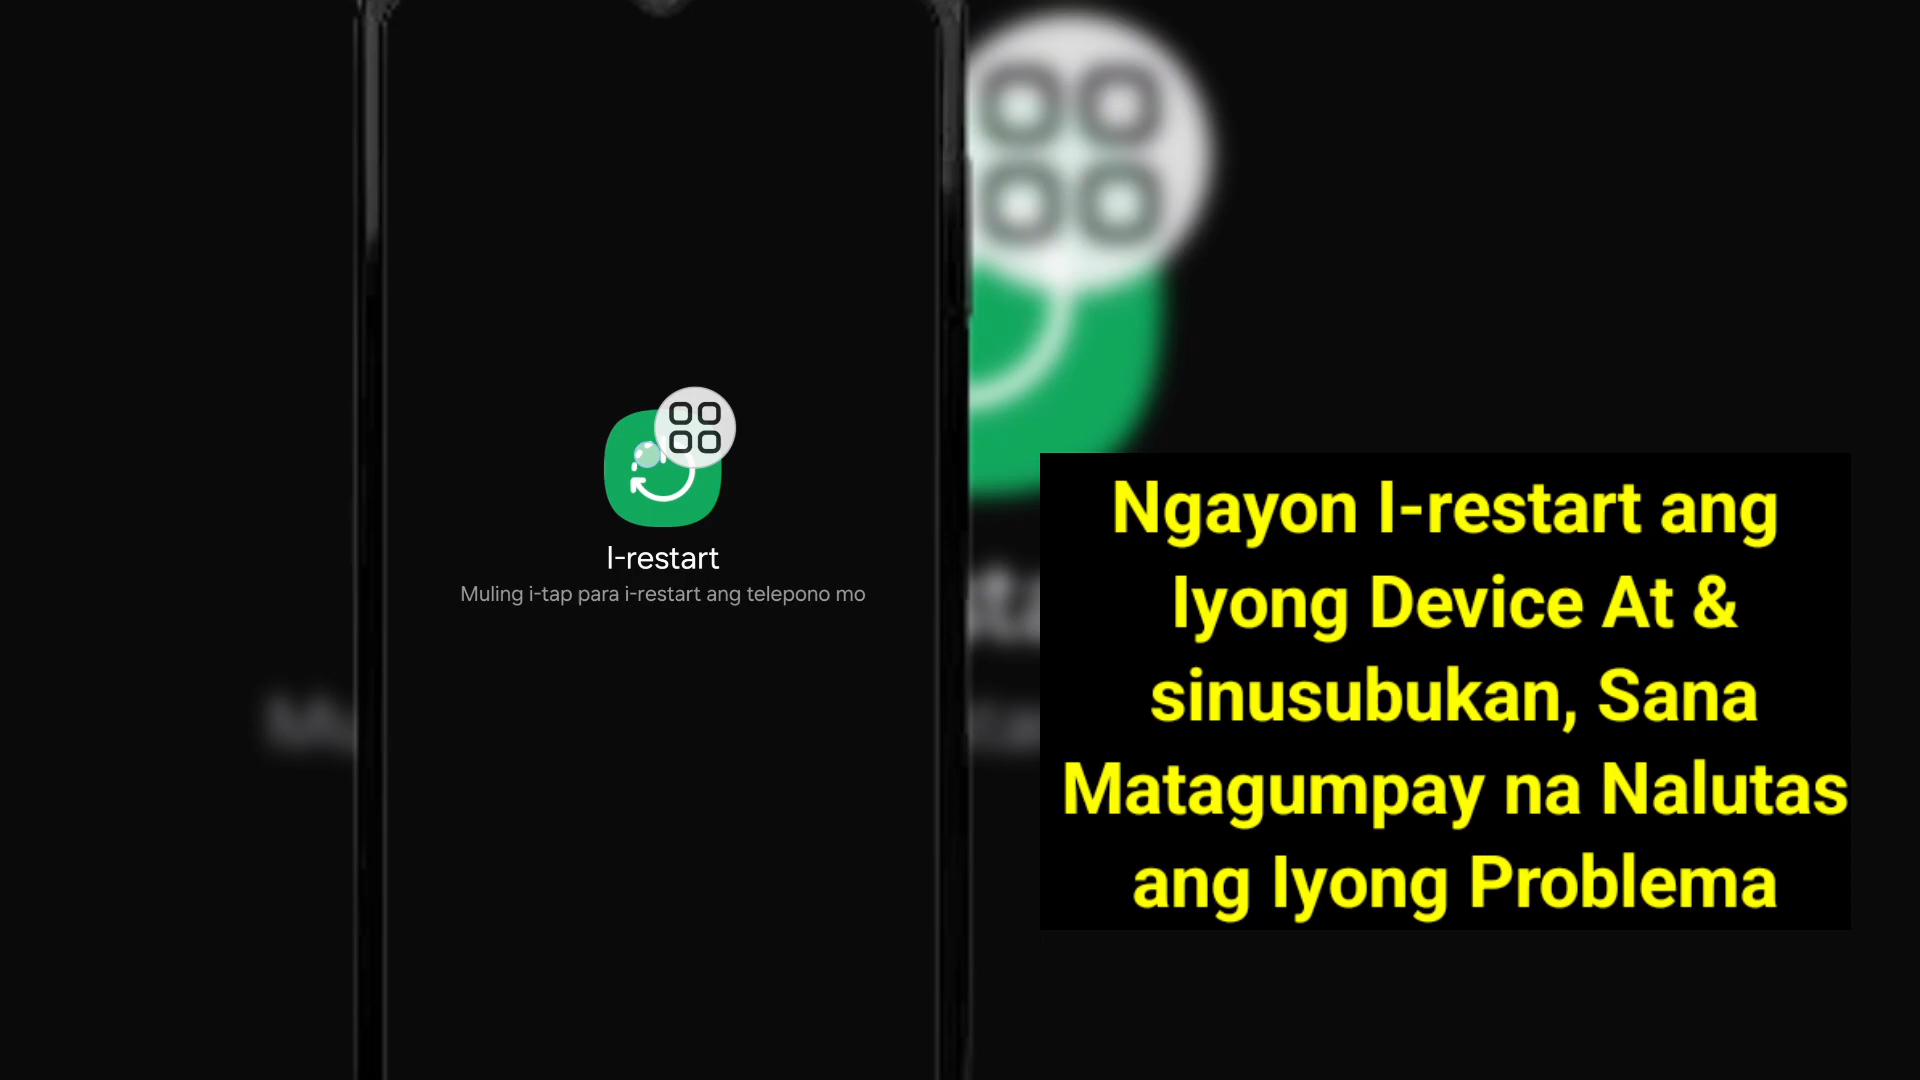 I-restart
Muling i-tap para i-restart ang telepono mo
Ngayon I-restart ang
Iyong Device At &
sinusubukan, Sana
Matagumpay na Nalutas
ang Iyong Problema